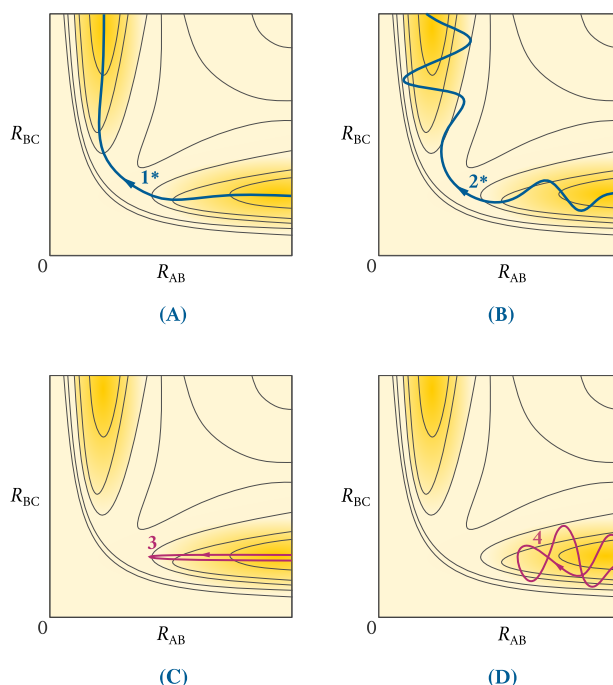 R_BC R_BC
1* 2*
0 0
R_AB R_AB
(A) (B)
3 4
R_BC R_BC
0 0
R_AB R_AB
(C) (D)